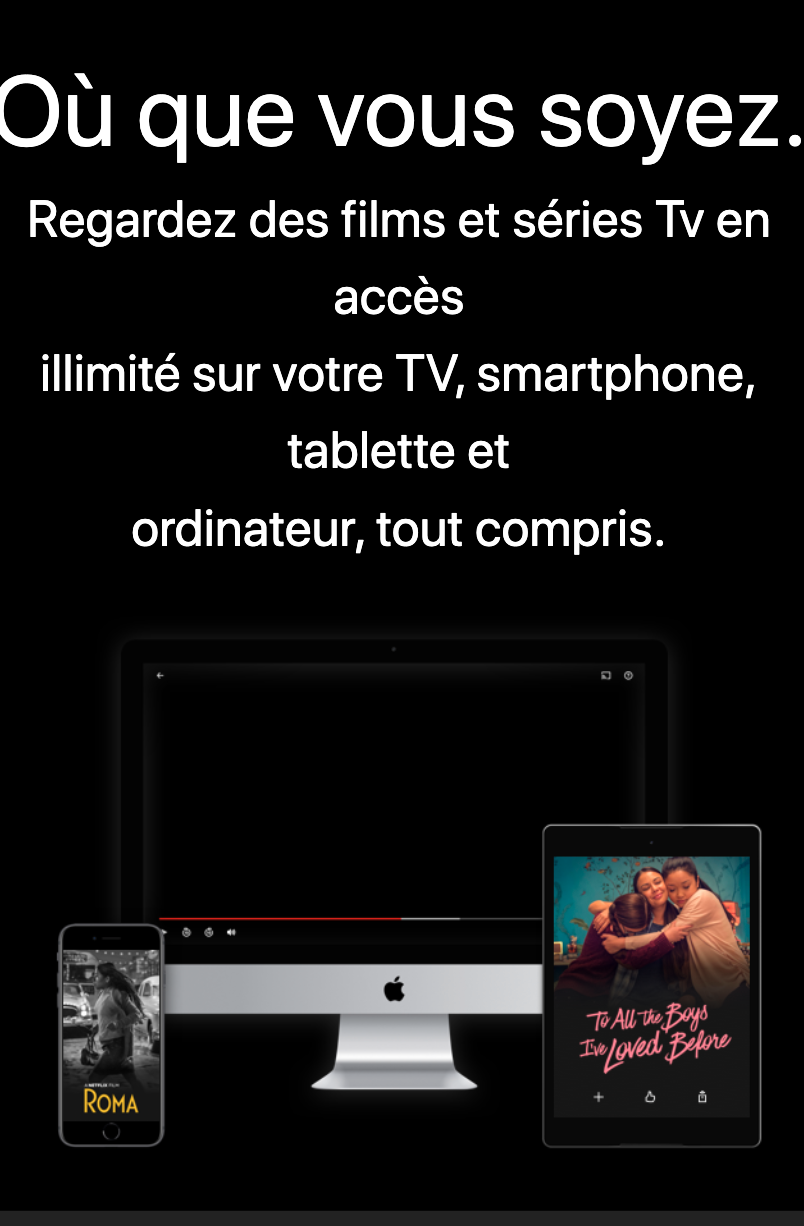 Où que vous soyez.
Regardez des films et séries Tv en
accès
illimité sur votre TV, smartphone,
tablette et
ordinateur, tout compris.
To All The Boys
I've Loved Before
A NETFLIX FILM
ROMA